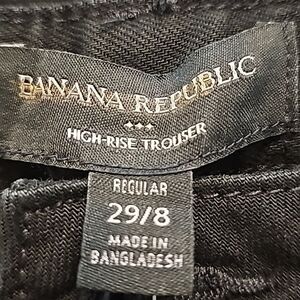 BANANA REPUBLIC
HIGH-RISE TROUSER
REGULAR
29/8
MADE IN
BANGLADESH